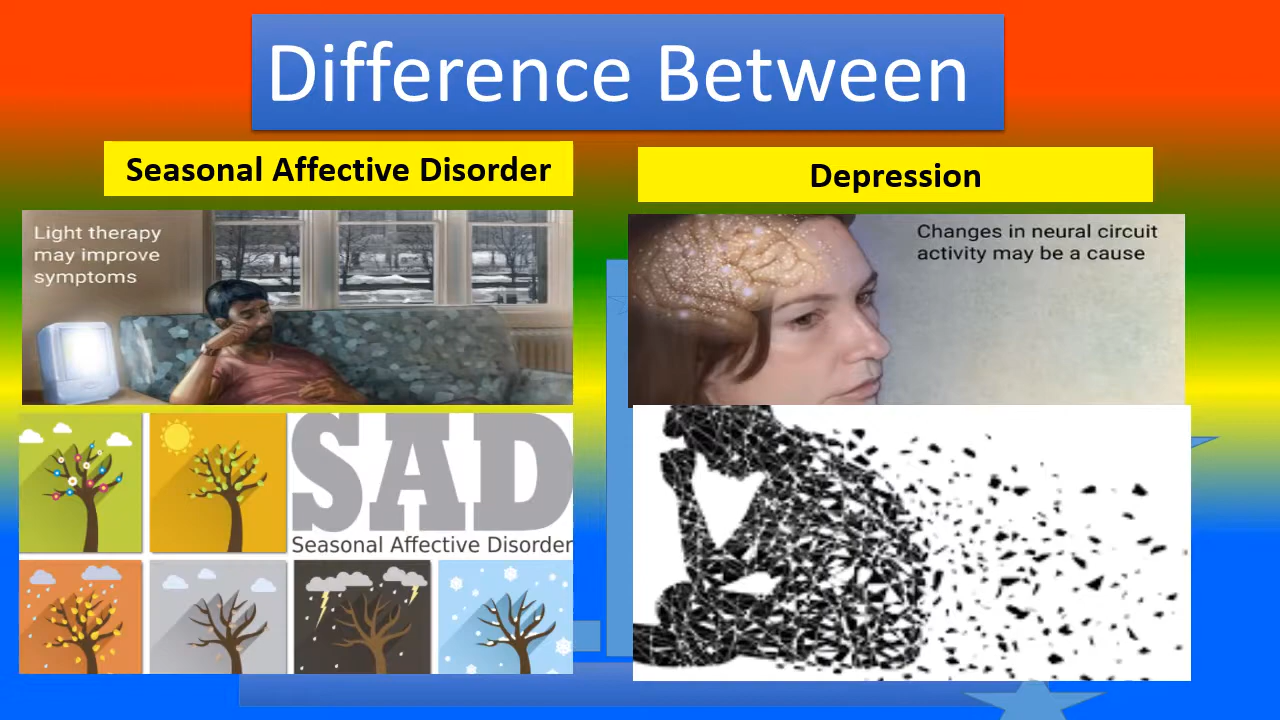 Difference Between
Seasonal Affective Disorder
Depression
Light therapy
may improve
symptoms
Changes in neural circuit
activity may be a cause
SAD
Seasonal Affective Disorder